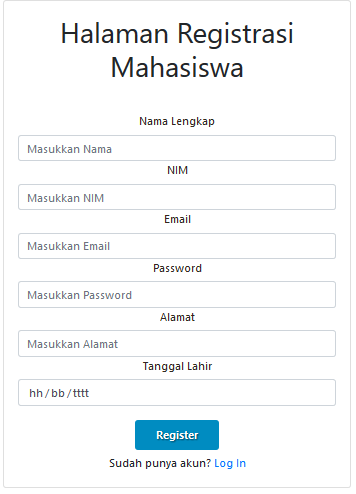 Halaman Registrasi
Mahasiswa
Nama Lengkap
Masukkan Nama
NIM
Masukkan NIM
Email
Masukkan Email
Password
Masukkan Password
Alamat
Masukkan Alamat
Tanggal Lahir
hh/bb/tttt
Register
Sudah punya akun? Log In